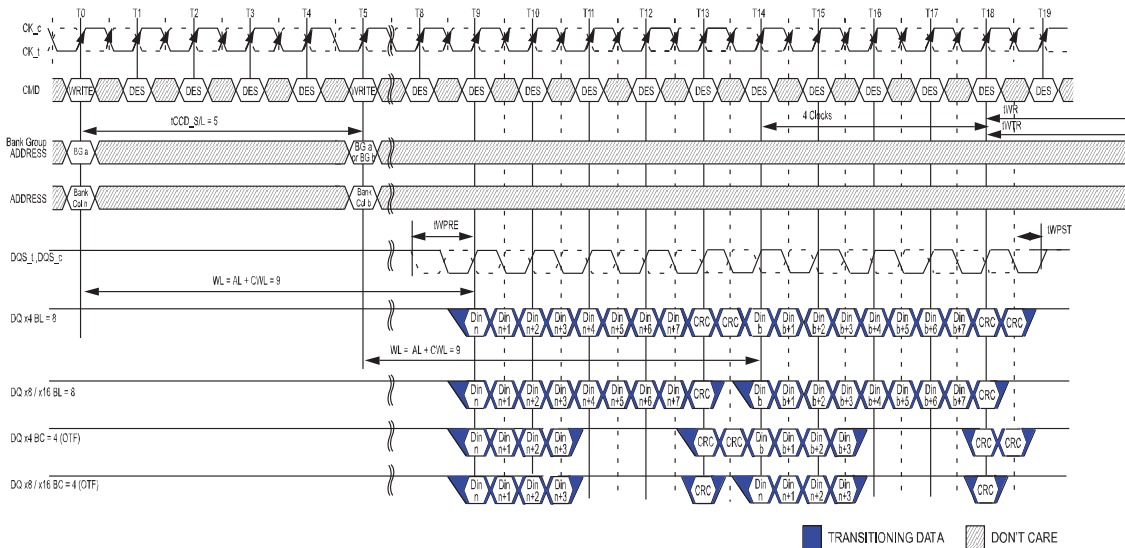 T0 T1 T2 T3 T4 T5 T8 T9 T10 T11 T12 T13 T14 T15 T16 T17 T18 T19
CK_c
CK_t
CMD WRITE DES DES DES DES WRITE DES DES DES DES DES DES DES DES DES DES DES DES
tCCD_S/L = 5
4 Clocks
tWR
tWTR
Bank Group
ADDRESS
BG a
BG a
or BG b
ADDRESS
Bank
Col n
Bank
Col b
tWPRE
tWPST
DQS_t ,DQS_c
WL = AL + CWL = 9
DQ x4 BL = 8
Din n Din n+1 Din n+2 Din n+3 Din n+4 Din n+5 Din n+6 Din n+7 CRC CRC Din b Din b+1 Din b+2 Din b+3 Din b+4 Din b+5 Din b+6 Din b+7 CRC CRC
WL = AL + CWL = 9
DQ x8 / x16 BL = 8
Din n Din n+1 Din n+2 Din n+3 Din n+4 Din n+5 Din n+6 Din n+7 CRC Din b Din b+1 Din b+2 Din b+3 Din b+4 Din b+5 Din b+6 Din b+7 CRC
DQ x4 BC = 4 (OTF)
Din n Din n+1 Din n+2 Din n+3 CRC CRC Din b Din b+1 Din b+2 Din b+3 CRC CRC
DQ x8 / x16 BC = 4 (OTF)
Din n Din n+1 Din n+2 Din n+3 CRC Din n Din n+1 Din n+2 Din n+3 CRC
TRANSITIONING DATA
DON'T CARE